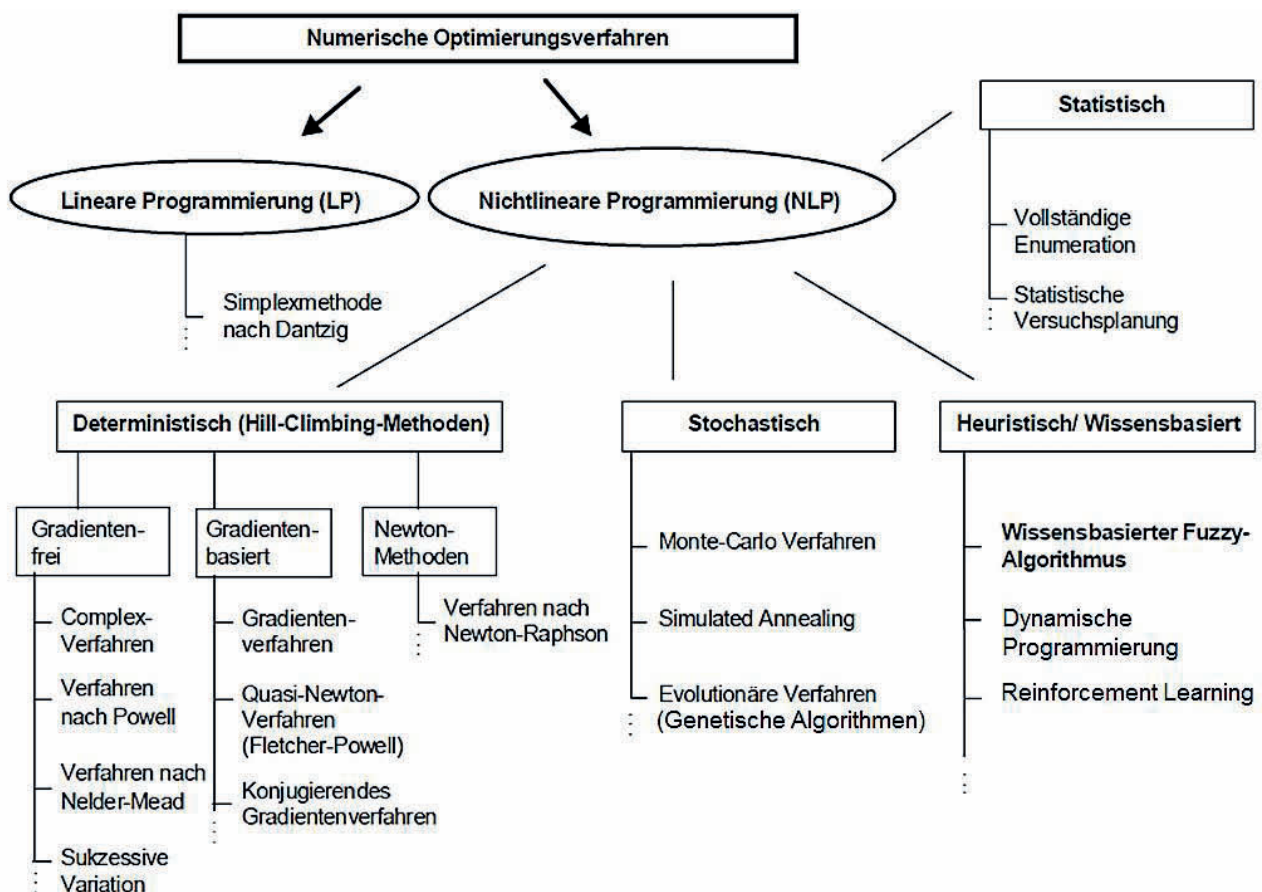 Numerische Optimierungsverfahren
Statistisch
Lineare Programmierung (LP)
Nichtlineare Programmierung (NLP)
Vollständige
Enumeration
Statistische
Versuchsplanung
Simplexmethode
nach Dantzig
Deterministisch (Hill-Climbing-Methoden)
Gradienten-
frei
Complex-
Verfahren
Verfahren
nach Powell
Verfahren nach
Nelder-Mead
Sukzessive
Variation
Gradienten-
basiert
Gradienten-
verfahren
Quasi-Newton-
Verfahren
(Fletcher-Powell)
Konjugierendes
Gradientenverfahren
Newton-
Methoden
Verfahren nach
Newton-Raphson
Stochastisch
Monte-Carlo Verfahren
Simulated Annealing
Evolutionäre Verfahren
(Genetische Algorithmen)
Heuristisch/ Wissensbasiert
Wissensbasierter Fuzzy-
Algorithmus
Dynamische
Programmierung
Reinforcement Learning